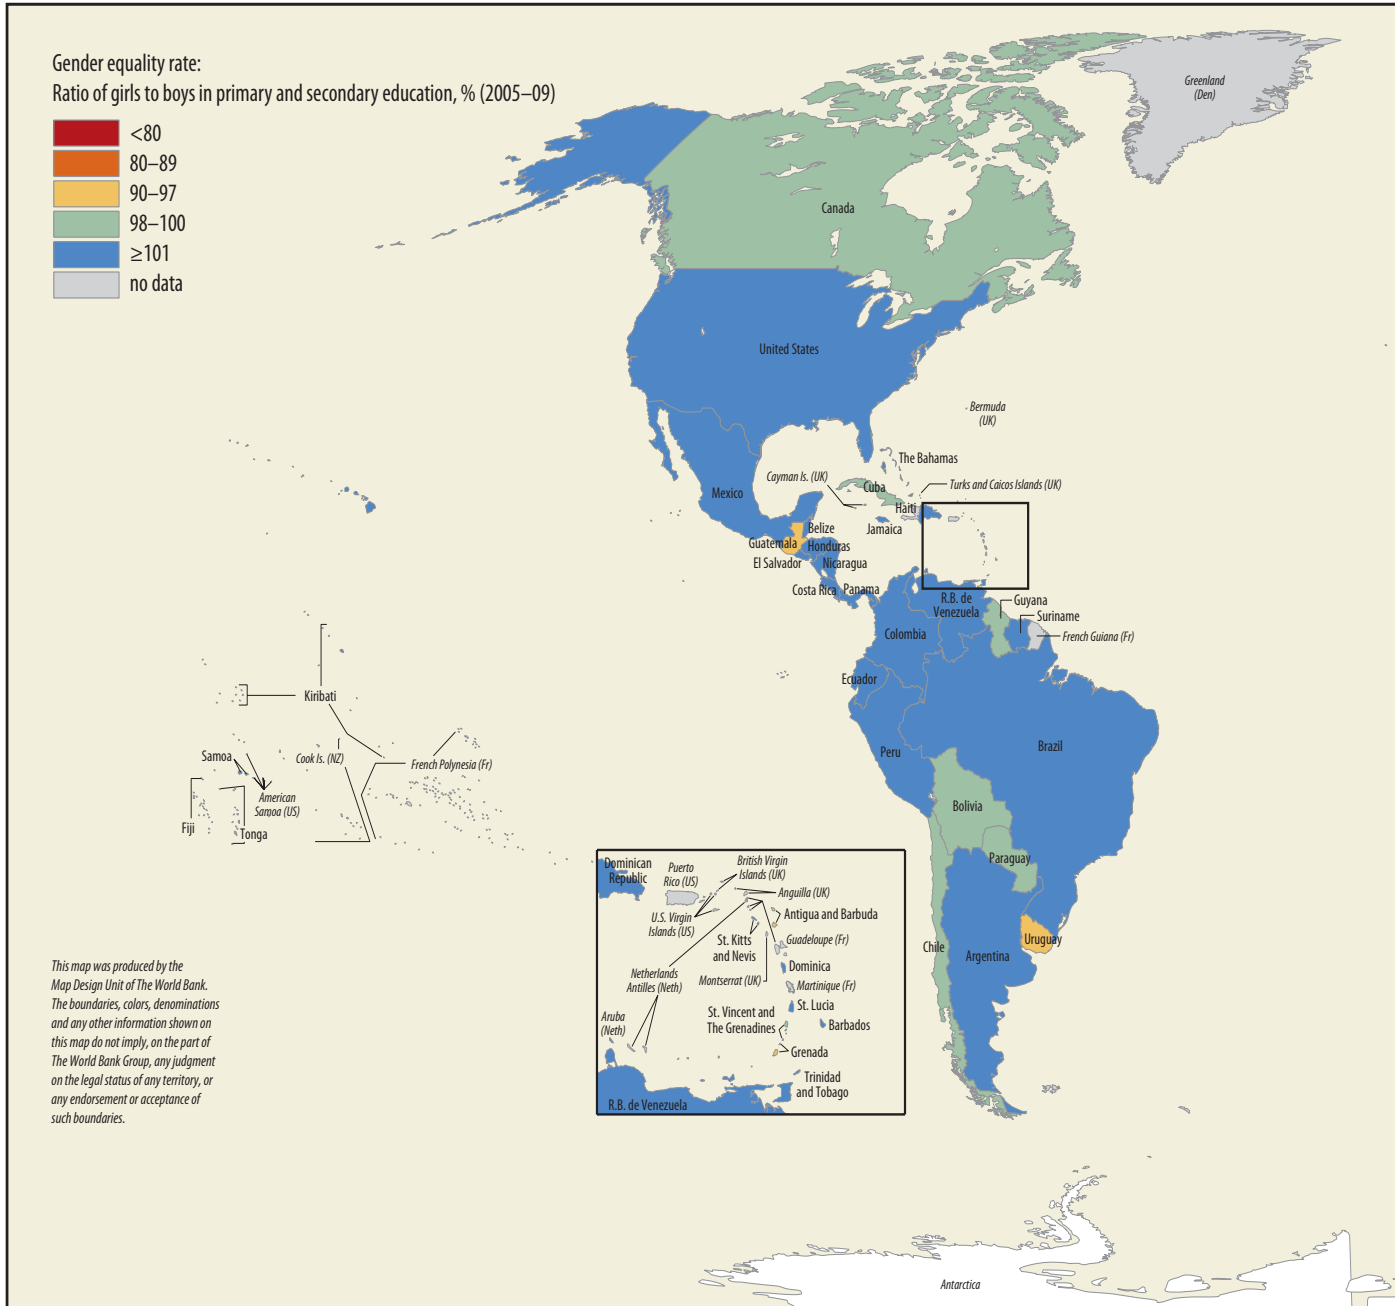 Gender equality rate:
Ratio of girls to boys in primary and secondary education, % (2005–09)
<80
80–89
90–97
98–100
≥101
no data
Greenland
(Den)
Canada
United States
Bermuda
(UK)
The Bahamas
Cayman Is. (UK)
Cuba
Turks and Caicos Islands (UK)
Mexico
Haiti
Belize
Jamaica
Guatemala
Honduras
El Salvador
Nicaragua
Costa Rica
Panama
R.B. de
Venezuela
Guyana
Suriname
French Guiana (Fr)
Colombia
Ecuador
Kiribati
Peru
Brazil
Samoa
Cook Is. (NZ)
French Polynesia (Fr)
American
Samoa (US)
Fiji
Tonga
Bolivia
Paraguay
Chile
Uruguay
Argentina
Dominican
Republic
Puerto
Rico (US)
British Virgin
Islands (UK)
Anguilla (UK)
U.S. Virgin
Islands (US)
Antigua and Barbuda
St. Kitts
and Nevis
Guadeloupe (Fr)
Netherlands
Antilles (Neth)
Montserrat (UK)
Dominica
Martinique (Fr)
Aruba
(Neth)
St. Vincent and
The Grenadines
St. Lucia
Barbados
Grenada
Trinidad
and Tobago
R.B. de Venezuela
This map was produced by the
Map Design Unit of The World Bank.
The boundaries, colors, denominations
and any other information shown on
this map do not imply, on the part of
The World Bank Group, any judgment
on the legal status of any territory, or
any endorsement or acceptance of
such boundaries.
Antarctica